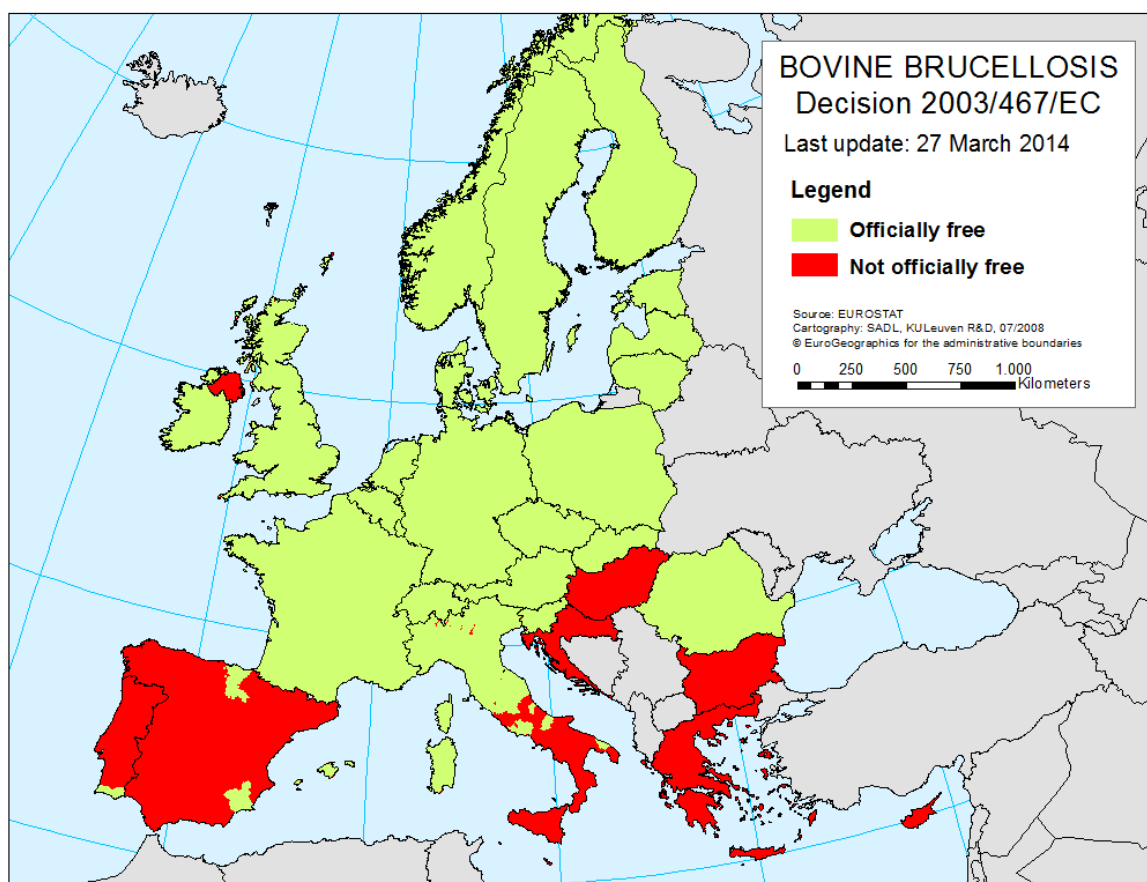 BOVINE BRUCELLOSIS
Decision 2003/467/EC
Last update: 27 March 2014
Legend
Officially free
Not officially free
Source: EUROSTAT
Cartography: SADL, KULeuven R&D, 07/2008
© EuroGeographics for the administrative boundaries
0 250 500 750 1.000
Kilometers